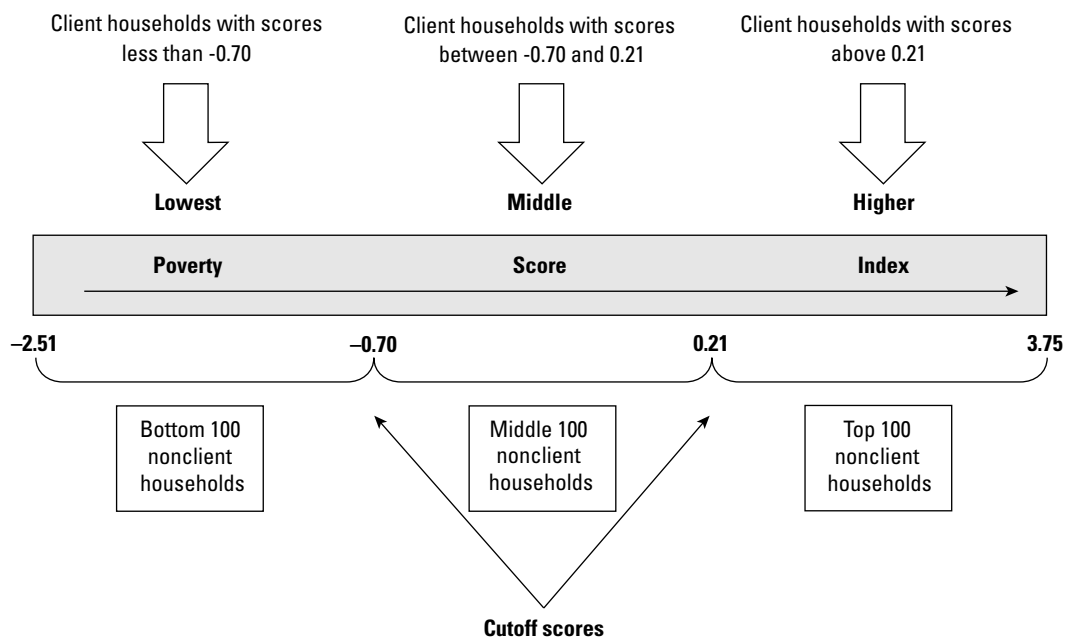 Client households with scores
less than -0.70
Client households with scores
between -0.70 and 0.21
Client households with scores
above 0.21
Lowest
Middle
Higher
Poverty
Score
Index
–2.51
–0.70
0.21
3.75
Bottom 100
nonclient
households
Middle 100
nonclient
households
Top 100
nonclient
households
Cutoff scores